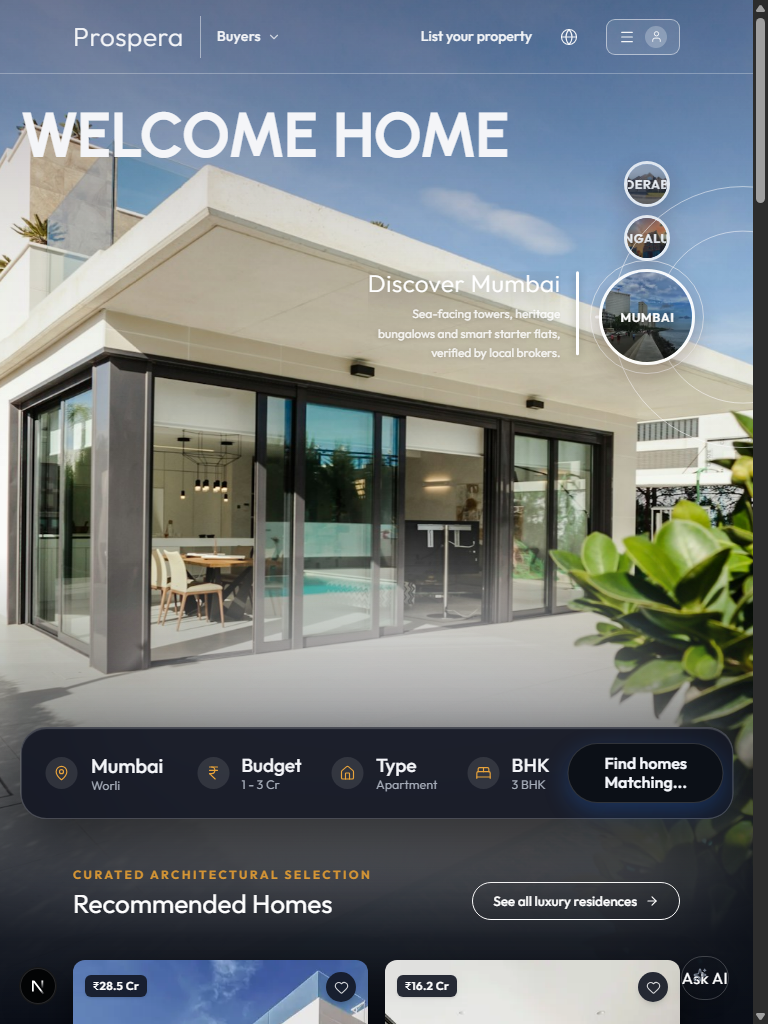 Prospera
Buyers
List your property
WELCOME HOME
DERAB
NGALU
Discover Mumbai
Sea-facing towers, heritage
bungalows and smart starter flats,
verified by local brokers.
MUMBAI
Mumbai
Worli
Budget
1 - 3 Cr
Type
Apartment
BHK
3 BHK
Find homes
Matching...
CURATED ARCHITECTURAL SELECTION
Recommended Homes
See all luxury residences
₹28.5 Cr
₹16.2 Cr
N
Ask AI